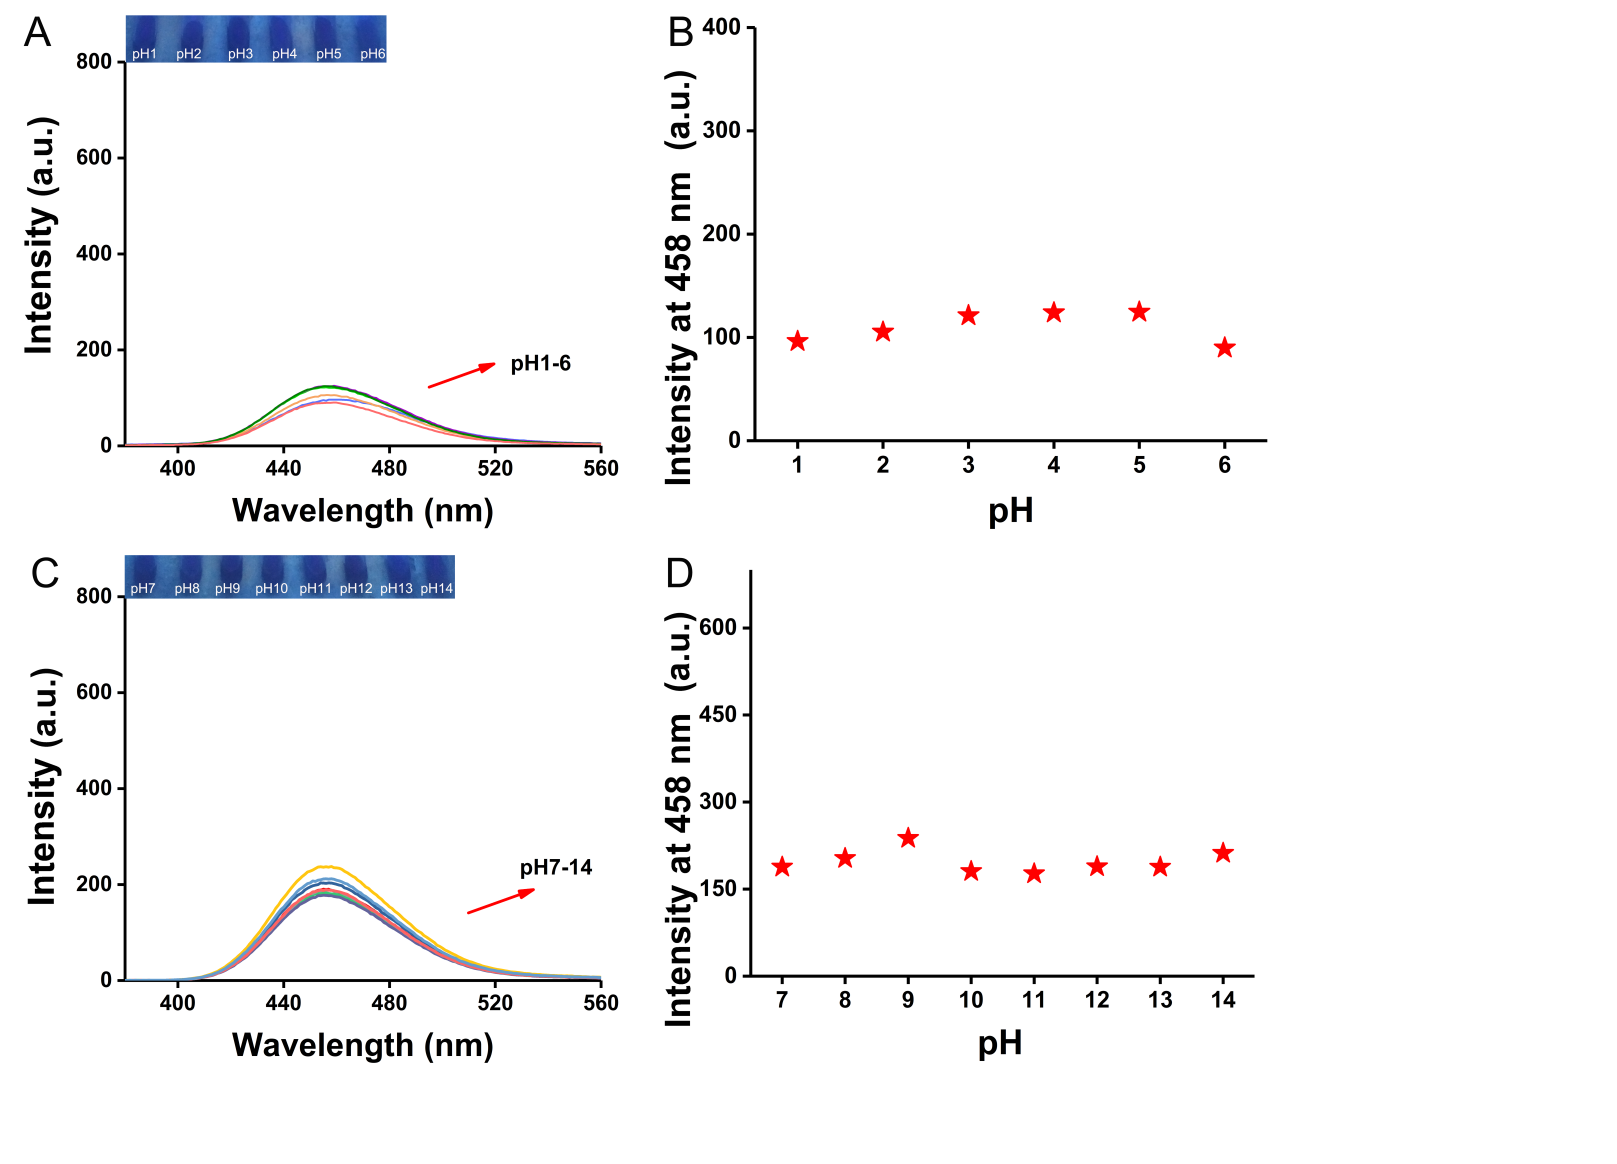 A
pH1 pH2 pH3 pH4 pH5 pH6
800
600
400
200
0
Intensity (a.u.)
pH1-6
400 440 480 520 560
Wavelength (nm)
B
400
300
200
100
0
Intensity at 458 nm (a.u.)
1 2 3 4 5 6
pH
C
pH7 pH8 pH9 pH10 pH11 pH12 pH13 pH14
800
600
400
200
0
Intensity (a.u.)
pH7-14
400 440 480 520 560
Wavelength (nm)
D
600
450
300
150
0
Intensity at 458 nm (a.u.)
7 8 9 10 11 12 13 14
pH